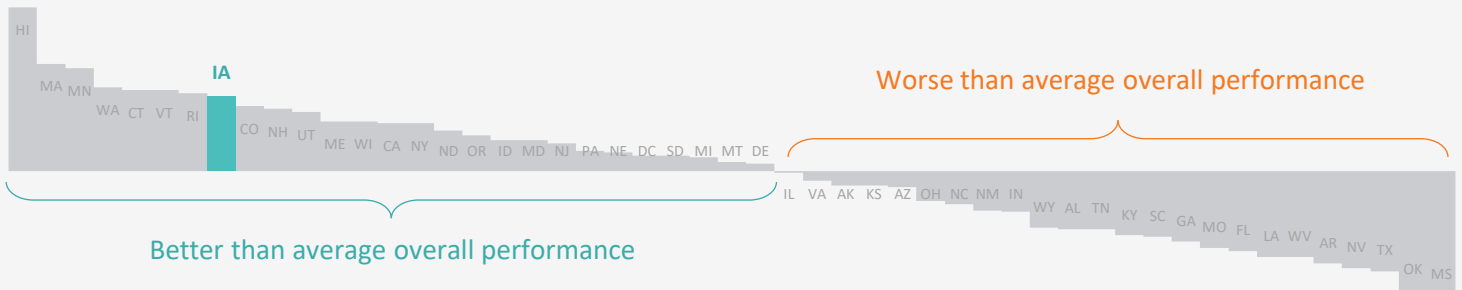 HI
MA
MN
WA
CT
VT
RI
IA
CO
NH
UT
ME
WI
CA
NY
ND
OR
ID
MD
NJ
PA
NE
DC
SD
MI
MT
DE
Better than average overall performance
Worse than average overall performance
IL
VA
AK
KS
AZ
OH
NC
NM
IN
WY
AL
TN
KY
SC
GA
MO
FL
LA
WV
AR
NV
TX
OK
MS